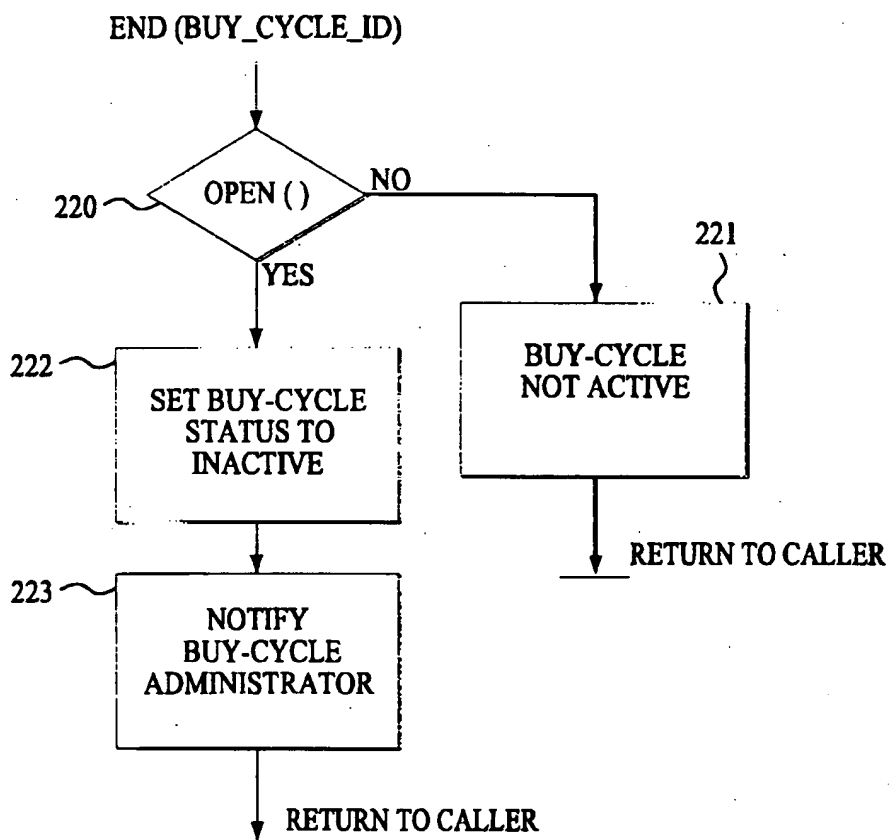 END (BUY_CYCLE_ID)
OPEN ( )
NO
220
YES
221
222
SET BUY-CYCLE
STATUS TO
INACTIVE
BUY-CYCLE
NOT ACTIVE
RETURN TO CALLER
223
NOTIFY
BUY-CYCLE
ADMINISTRATOR
RETURN TO CALLER